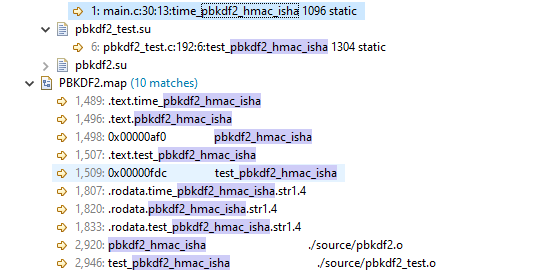 1: main.c:30:13:time_pbkdf2_hmac_isha 1096 static
pbkdf2_test.su
6: pbkdf2_test.c:192:6:test_pbkdf2_hmac_isha 1304 static
pbkdf2.su
PBKDF2.map (10 matches)
1,489: .text.time_pbkdf2_hmac_isha
1,496: .text.pbkdf2_hmac_isha
1,498: 0x00000af0 pbkdf2_hmac_isha
1,507: .text.test_pbkdf2_hmac_isha
1,509: 0x00000fdc test_pbkdf2_hmac_isha
1,807: .rodata.time_pbkdf2_hmac_isha.str1.4
1,820: .rodata.pbkdf2_hmac_isha.str1.4
1,833: .rodata.test_pbkdf2_hmac_isha.str1.4
2,920: pbkdf2_hmac_isha ./source/pbkdf2.o
2,946: test_pbkdf2_hmac_isha ./source/pbkdf2_test.o